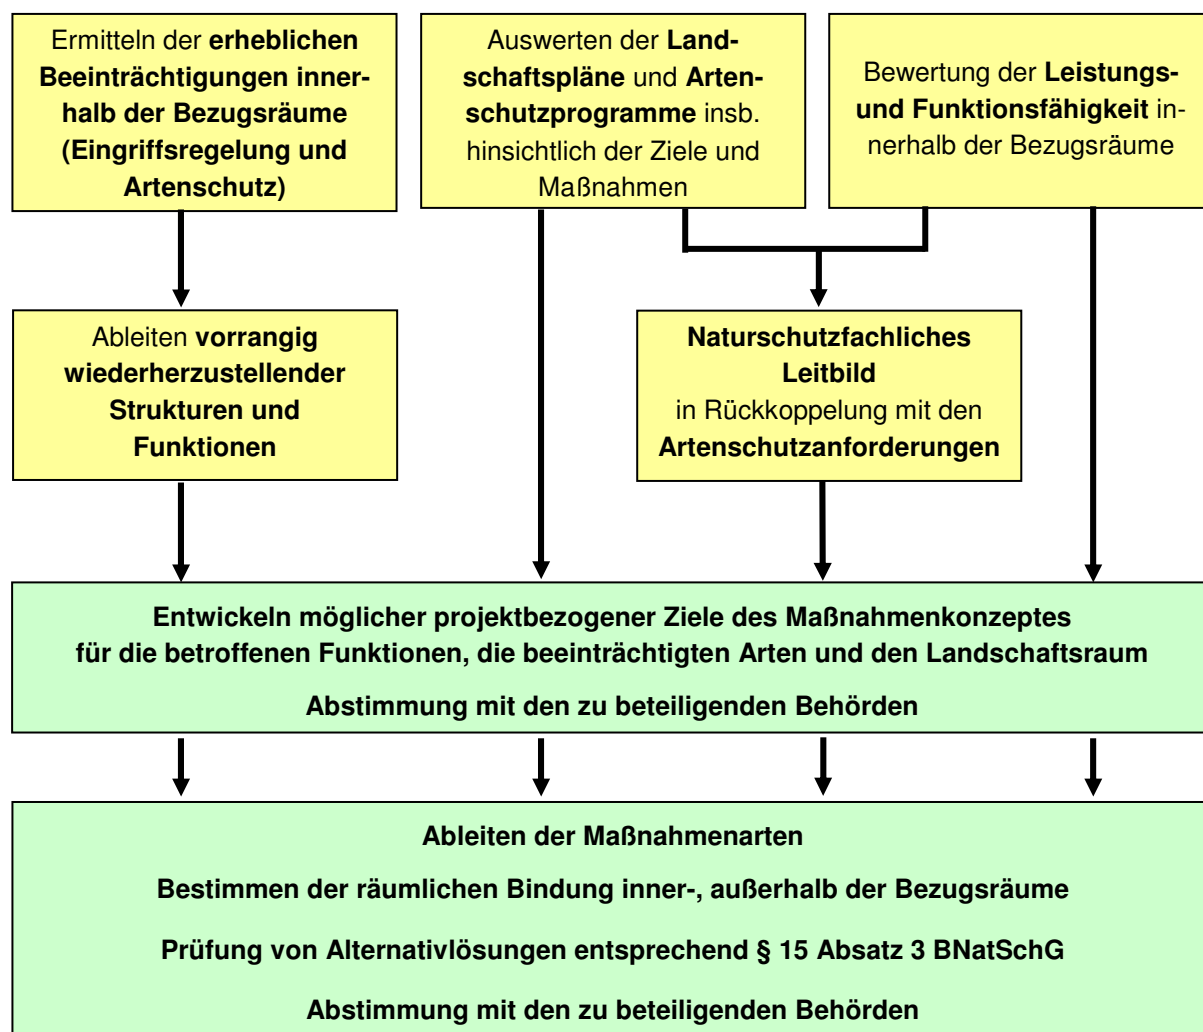 Ermitteln der erheblichen
Beeinträchtigungen inner-
halb der Bezugsräume
(Eingriffsregelung und
Artenschutz)
Auswerten der Land-
schaftspläne und Arten-
schutzprogramme insb.
hinsichtlich der Ziele und
Maßnahmen
Bewertung der Leistungs-
und Funktionsfähigkeit in-
nerhalb der Bezugsräume
Ableiten vorrangig
wiederherzustellender
Strukturen und
Funktionen
Naturschutzfachliches
Leitbild
in Rückkoppelung mit den
Artenschutzanforderungen
Entwickeln möglicher projektbezogener Ziele des Maßnahmenkonzeptes
für die betroffenen Funktionen, die beeinträchtigten Arten und den Landschaftsraum
Abstimmung mit den zu beteiligenden Behörden
Ableiten der Maßnahmenarten
Bestimmen der räumlichen Bindung inner-, außerhalb der Bezugsräume
Prüfung von Alternativlösungen entsprechend § 15 Absatz 3 BNatSchG
Abstimmung mit den zu beteiligenden Behörden